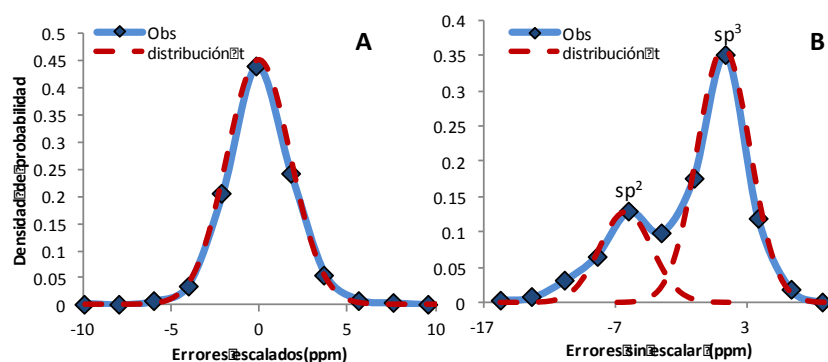 Obs
distribución t
A
Densidad de probabilidad
0.5
0.45
0.4
0.35
0.3
0.25
0.2
0.15
0.1
0.05
0
-10
-5
0
5
10
Errores escalados (ppm)
sp³
Obs
distribución t
B
sp²
0.4
0.35
0.3
0.25
0.2
0.15
0.1
0.05
0
-17
-7
3
Errores sin escalar (ppm)